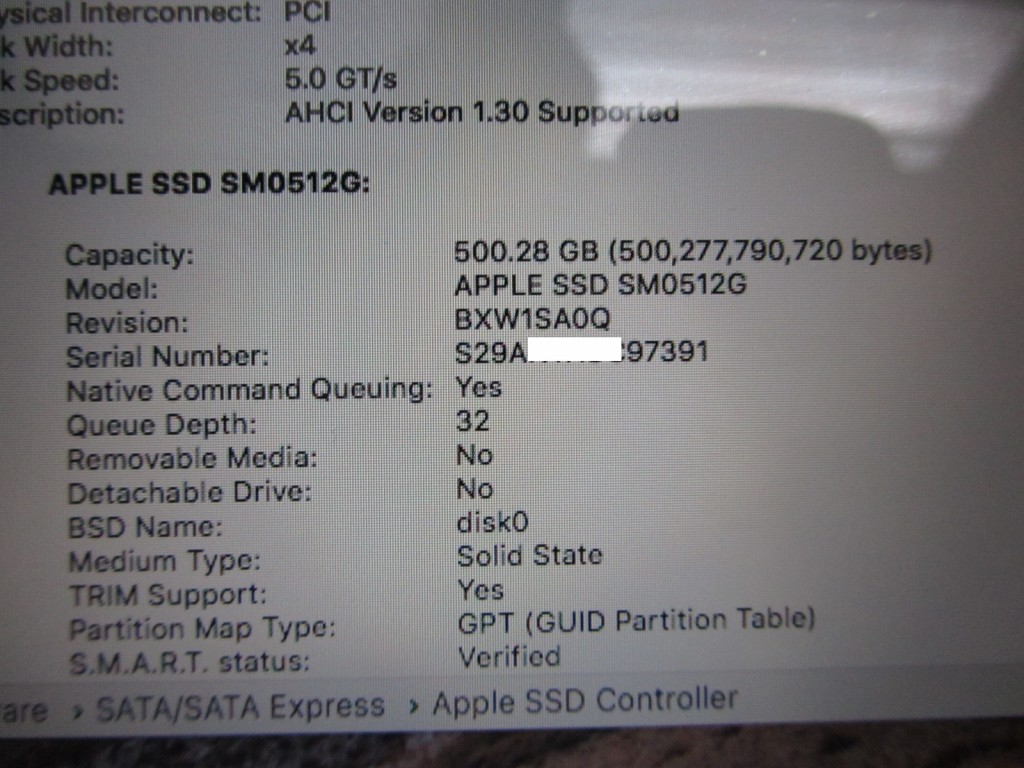 ysical Interconnect: PCI
k Width: x4
k Speed: 5.0 GT/s
scription: AHCI Version 1.30 Supported
APPLE SSD SM0512G:
Capacity: 500.28 GB (500,277,790,720 bytes)
Model: APPLE SSD SM0512G
Revision: BXW1SA0Q
Serial Number: S29A 97391
Native Command Queuing: Yes
Queue Depth: 32
Removable Media: No
Detachable Drive: No
BSD Name: disk0
Medium Type: Solid State
TRIM Support: Yes
Partition Map Type: GPT (GUID Partition Table)
S.M.A.R.T. status: Verified
are › SATA/SATA Express › Apple SSD Controller